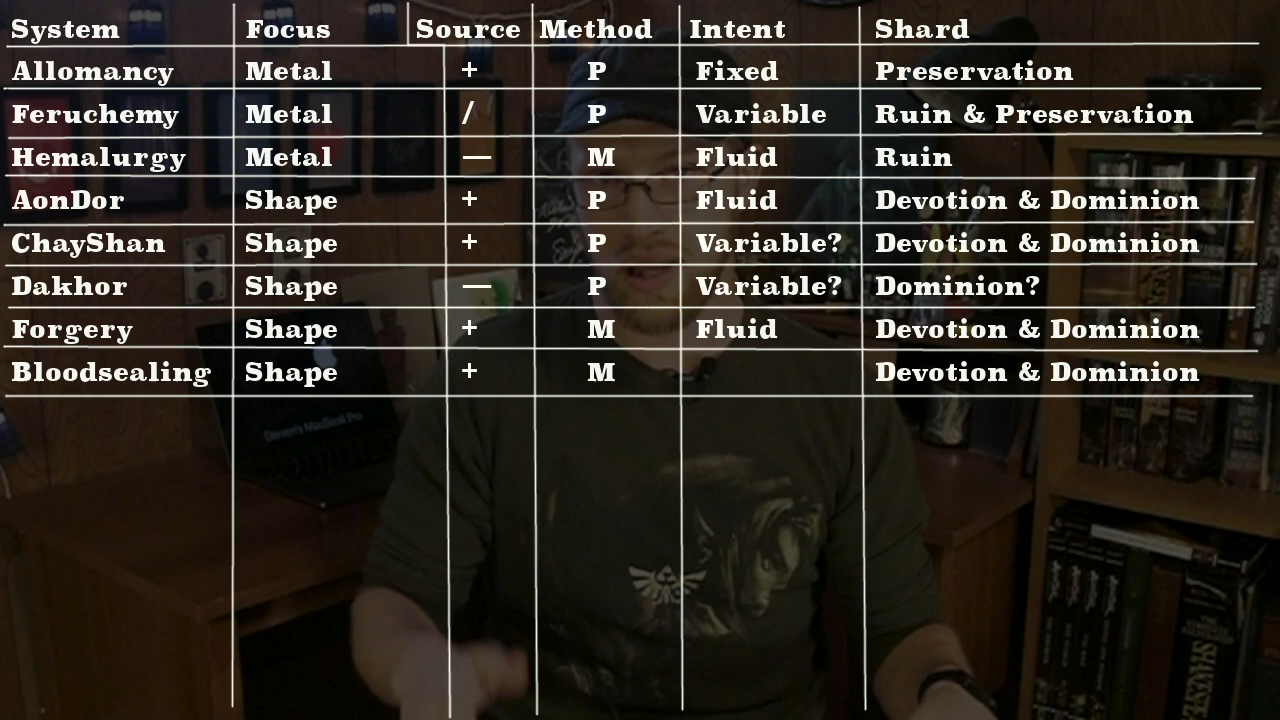 System Focus Source Method Intent Shard
Allomancy Metal + P Fixed Preservation
Feruchemy Metal / P Variable Ruin & Preservation
Hemalurgy Metal — M Fluid Ruin
AonDor Shape + P Fluid Devotion & Dominion
ChayShan Shape + P Variable? Devotion & Dominion
Dakhor Shape — P Variable? Dominion?
Forgery Shape + M Fluid Devotion & Dominion
Bloodsealing Shape + M Devotion & Dominion
MacBook Pro